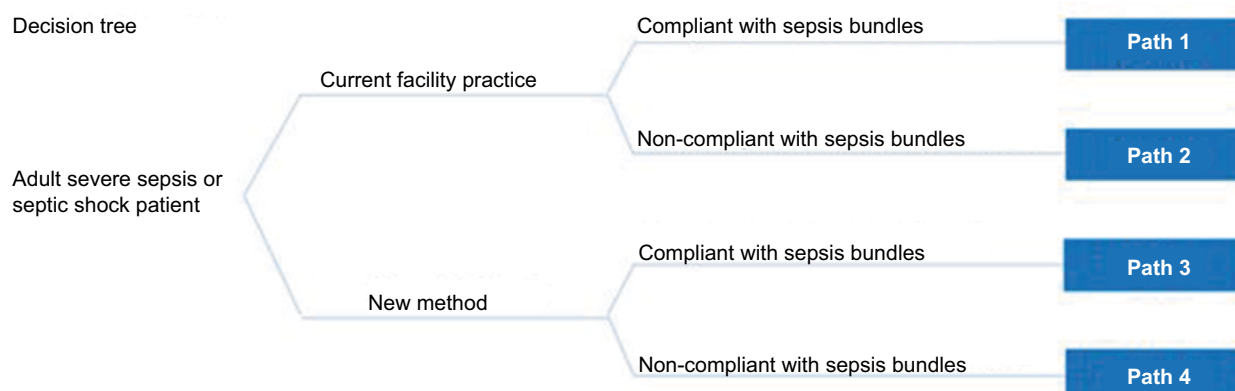 Decision tree
Compliant with sepsis bundles
Path 1
Current facility practice
Non-compliant with sepsis bundles
Path 2
Adult severe sepsis or
septic shock patient
Compliant with sepsis bundles
Path 3
New method
Non-compliant with sepsis bundles
Path 4